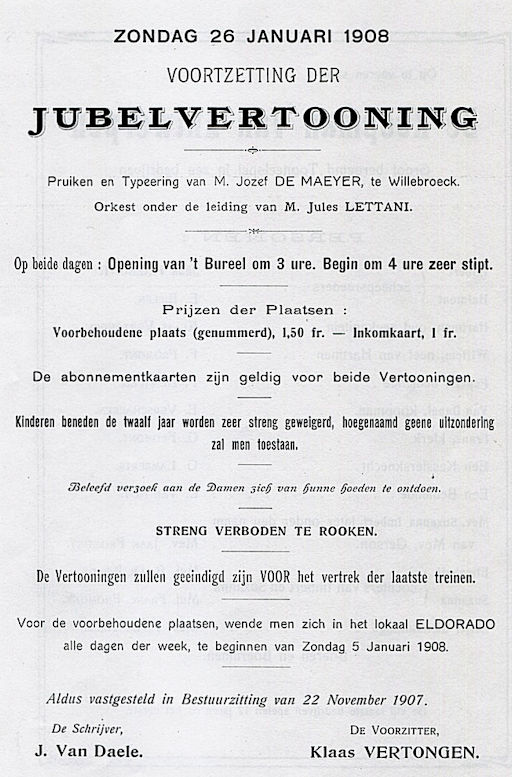 ZONDAG 26 JANUARI 1908
VOORTZETTING DER
JUBELVERTOONING
Pruiken en Typeering van M. Jozef DE MAEYER, te Willebroeck.
Orkest onder de leiding van M. Jules LETTANI.
Op beide dagen : Opening van 't Bureel om 3 ure. Begin om 4 ure zeer stipt.
Prijzen der Plaatsen :
Voorbehoudene plaats (genummerd), 1,50 fr. — Inkomkaart, 1 fr.
De abonnementkaarten zijn geldig voor beide Vertooningen.
Kinderen beneden de twaalf jaar worden zeer streng geweigerd, hoegenaamd geene uitzondering
zal men toestaan.
Beleefd verzoek aan de Damen zich van hunne hoeden te ontdoen.
STRENG VERBODEN TE ROOKEN.
De Vertooningen zullen geeindigd zijn VOOR het vertrek der laatste treinen.
Voor de voorbehoudene plaatsen, wende men zich in het lokaal ELDORADO
alle dagen der week, te beginnen van Zondag 5 Januari 1908.
Aldus vastgesteld in Bestuurzitting van 22 November 1907.
De Schrijver,
J. Van Daele.
De Voorzitter,
Klaas VERTONGEN.